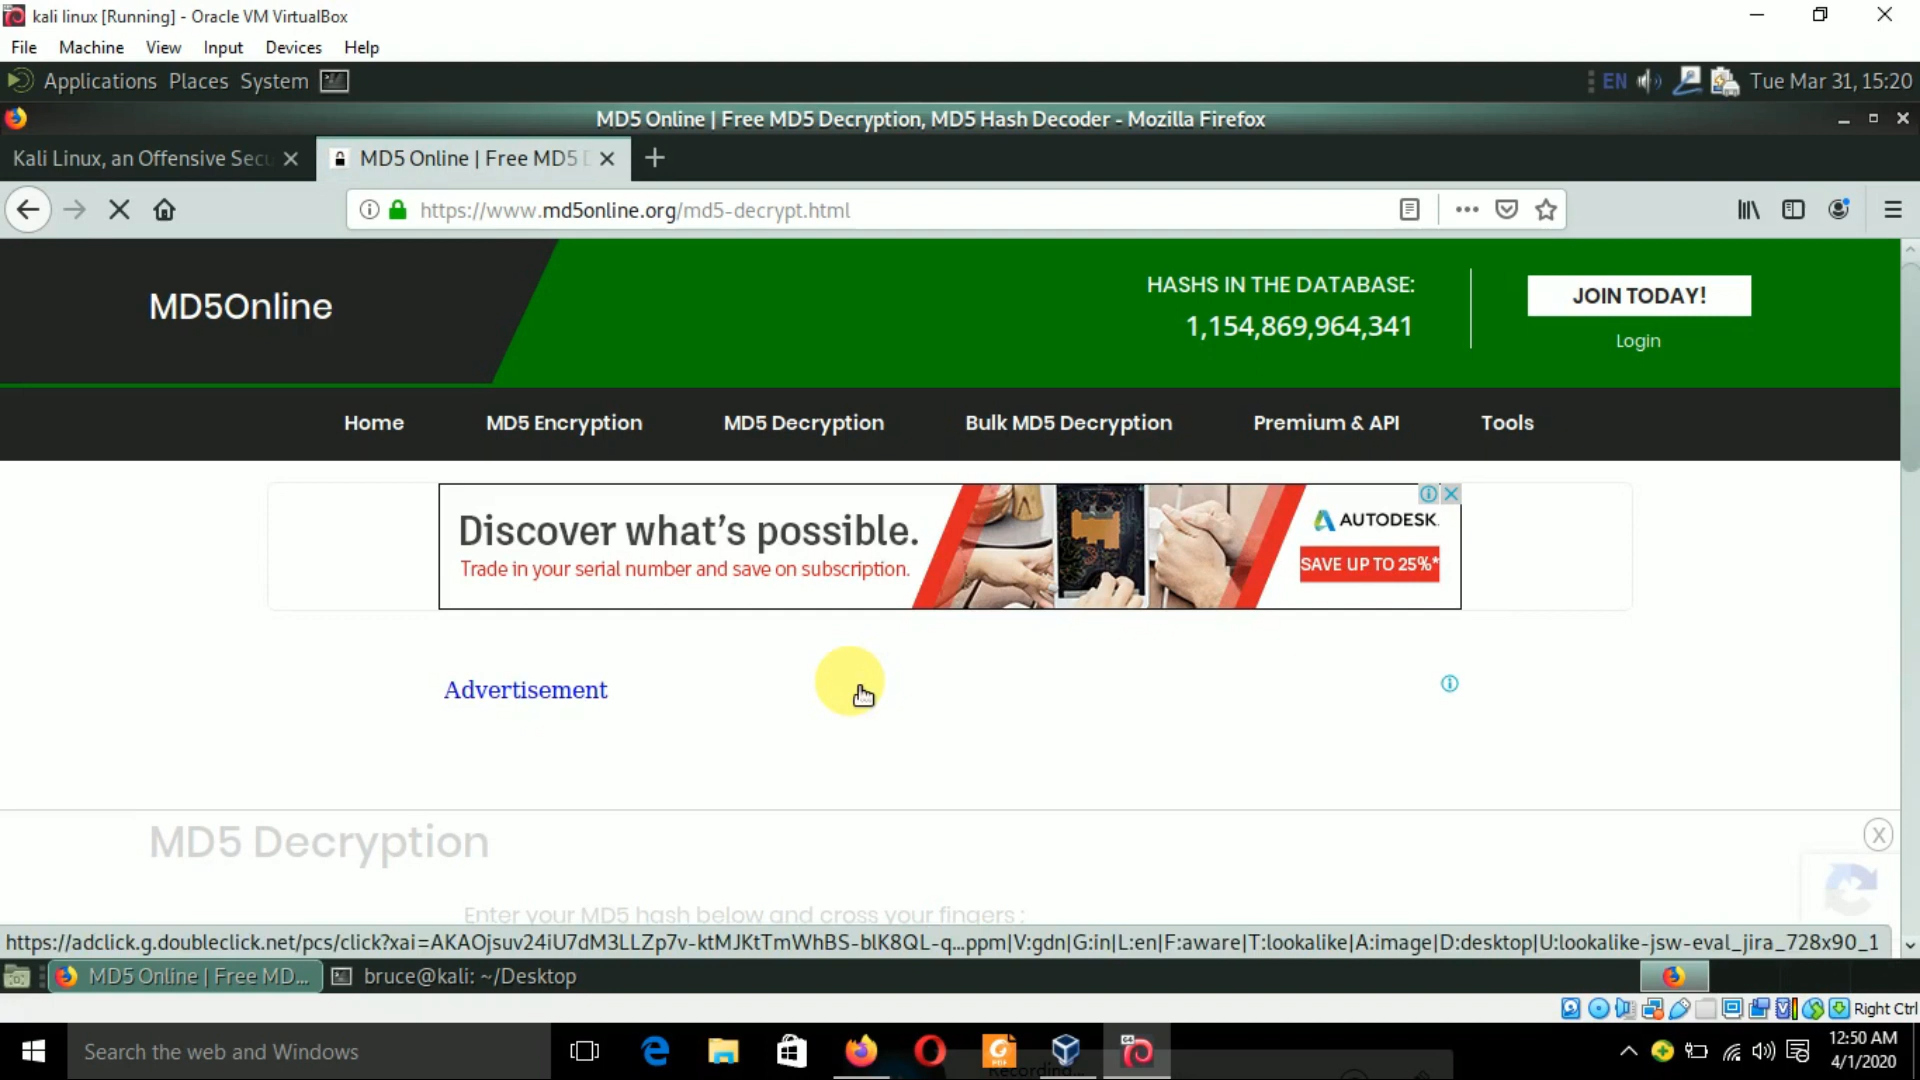 kali linux [Running] - Oracle VM VirtualBox
File Machine View Input Devices Help
Applications Places System EN Tue Mar 31, 15:20
MD5 Online | Free MD5 Decryption, MD5 Hash Decoder - Mozilla Firefox
Kali Linux, an Offensive Secu MD5 Online | Free MD5 D
https://www.md5online.org/md5-decrypt.html
MD5Online
HASHS IN THE DATABASE:
1,154,869,964,341
JOIN TODAY!
Login
Home MD5 Encryption MD5 Decryption Bulk MD5 Decryption Premium & API Tools
Discover what's possible.
Trade in your serial number and save on subscription.
AUTODESK.
SAVE UP TO 25%*
Advertisement
MD5 Decryption
X
Enter your MD5 hash below and cross your fingers :
https://adclick.g.doubleclick.net/pcs/click?xai=AKAOjsuv24iU7dM3LLZp7v-ktMJKtTmWhBS-blK8QL-q...ppm|V:gdn|G:in|L:en|F:aware|T:lookalike|A:image|D:desktop|U:lookalike-jsw-eval_jira_728x90_1
MD5 Online | Free MD... bruce@kali: ~/Desktop
Right Ctrl
Search the web and Windows
PDF
64
Recording...
12:50 AM
4/1/2020